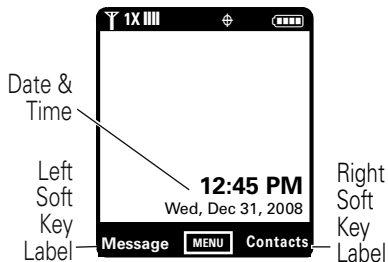 1X
Date &
Time
12:45 PM
Wed, Dec 31, 2008
Left
Soft
Key
Label
Right
Soft
Key
Label
Message MENU Contacts